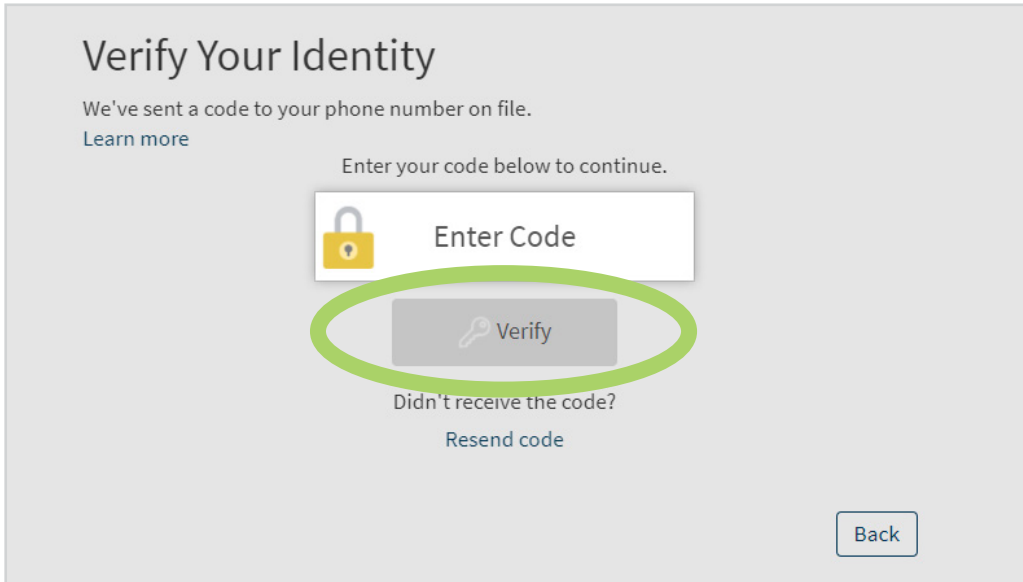 Verify Your Identity
We've sent a code to your phone number on file.
Learn more
Enter your code below to continue.
Enter Code
Verify
Didn't receive the code?
Resend code
Back